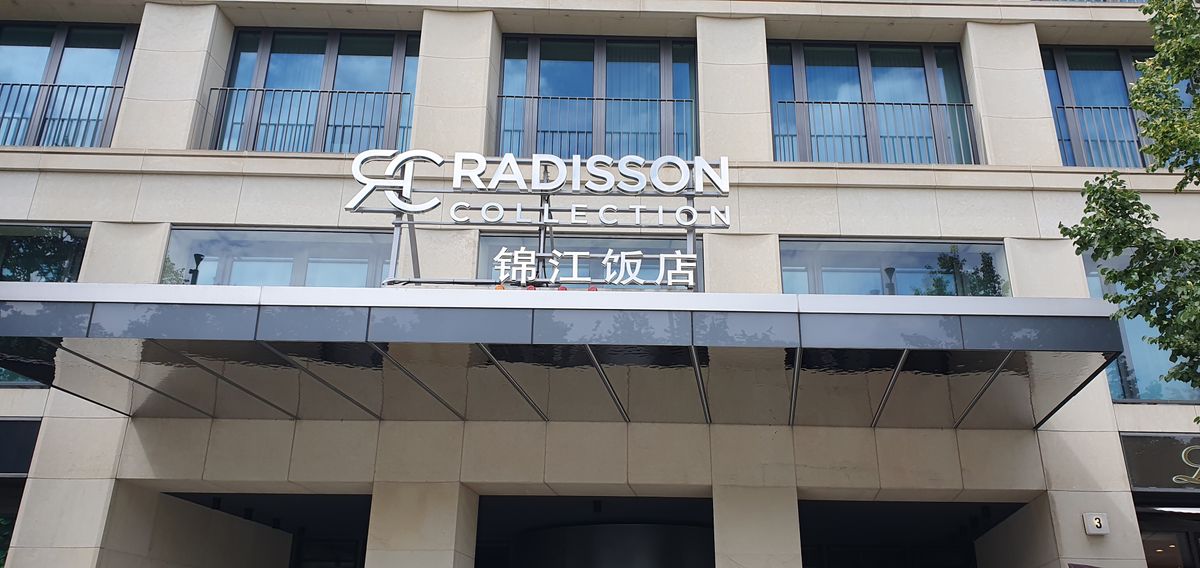 RC RADISSON
COLLECTION
锦江饭店
3